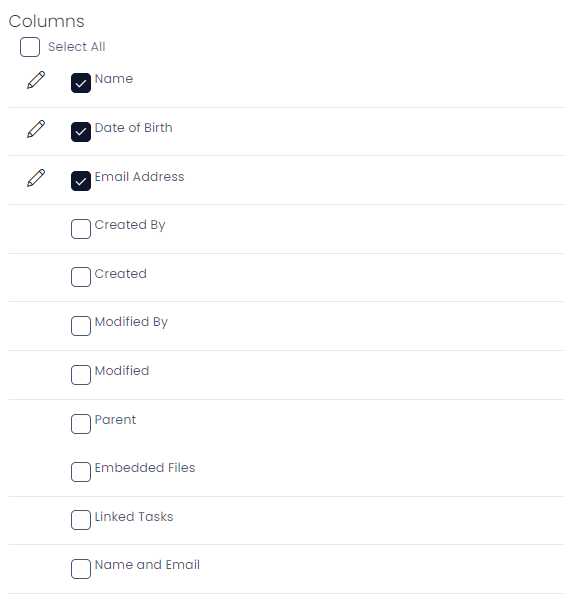 Columns
Select All
Name
Date of Birth
Email Address
Created By
Created
Modified By
Modified
Parent
Embedded Files
Linked Tasks
Name and Email